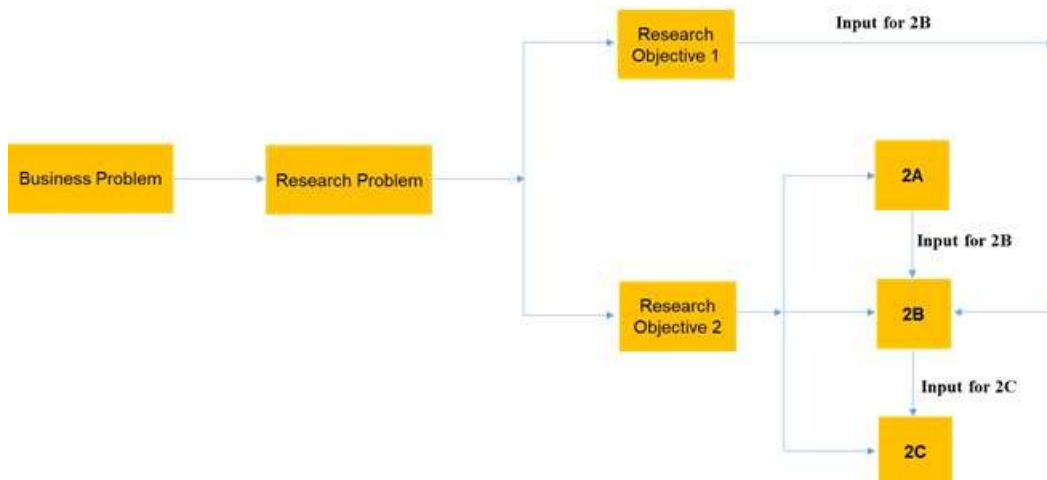 Research
Objective 1
Input for 2B
Business Problem
Research Problem
2A
Input for 2B
Research
Objective 2
2B
Input for 2C
2C